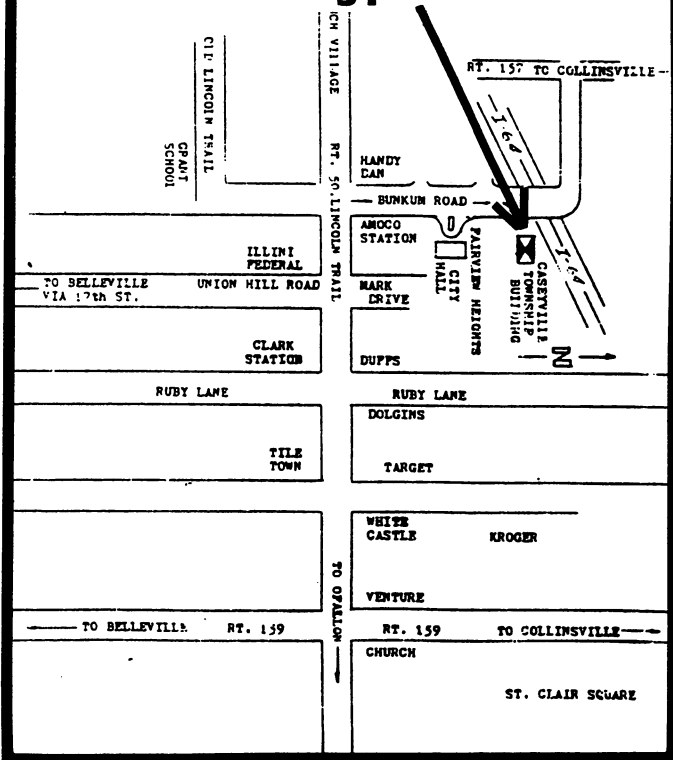 RT. 157 TO COLLINSVILLE
LINCOLN TRAIL
SCHOOL
VILLAGE
RT. 50 LINCOLN TRAIL
I-64
HANDY
DAN
BUNKUM ROAD
AMOCO
STATION
ILLINI
FEDERAL
FAIRVIEW HEIGHTS
CITY
HALL
CASEYVILLE
TOWNSHIP
BUILDING
I-64
TO BELLEVILLE
VIA 17th ST.
UNION HILL ROAD
MARK
DRIVE
N
CLARK
STATION
DUFFS
RUBY LANE
RUBY LANE
DOLGINS
TILE
TOWN
TARGET
WHITE
CASTLE
KROGER
TO OFALLON
VENTURE
TO BELLEVILLE
RT. 159
RT. 159
TO COLLINSVILLE
CHURCH
ST. CLAIR SQUARE